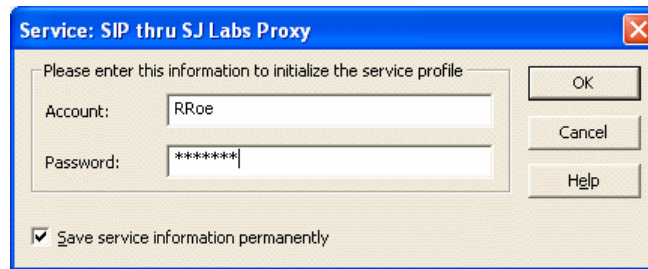 Service: SIP thru SJ Labs Proxy
Please enter this information to initialize the service profile
Account: RRoe
Password: *******
Save service information permanently
OK
Cancel
Help